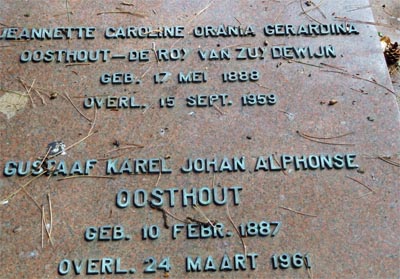 JEANNETTE CAROLINE URANIA GERARDINA
OOSTHOUT—DE ROY VAN ZUYDEWIJN.
GEB. 17 MEI 1888
OVERL. 15 SEPT. 1959
GUSTAAF KAREL JOHAN ALPHONSE
OOSTHOUT
GEB. 10 FEBR. 1887
OVERL. 24 MAART 1961